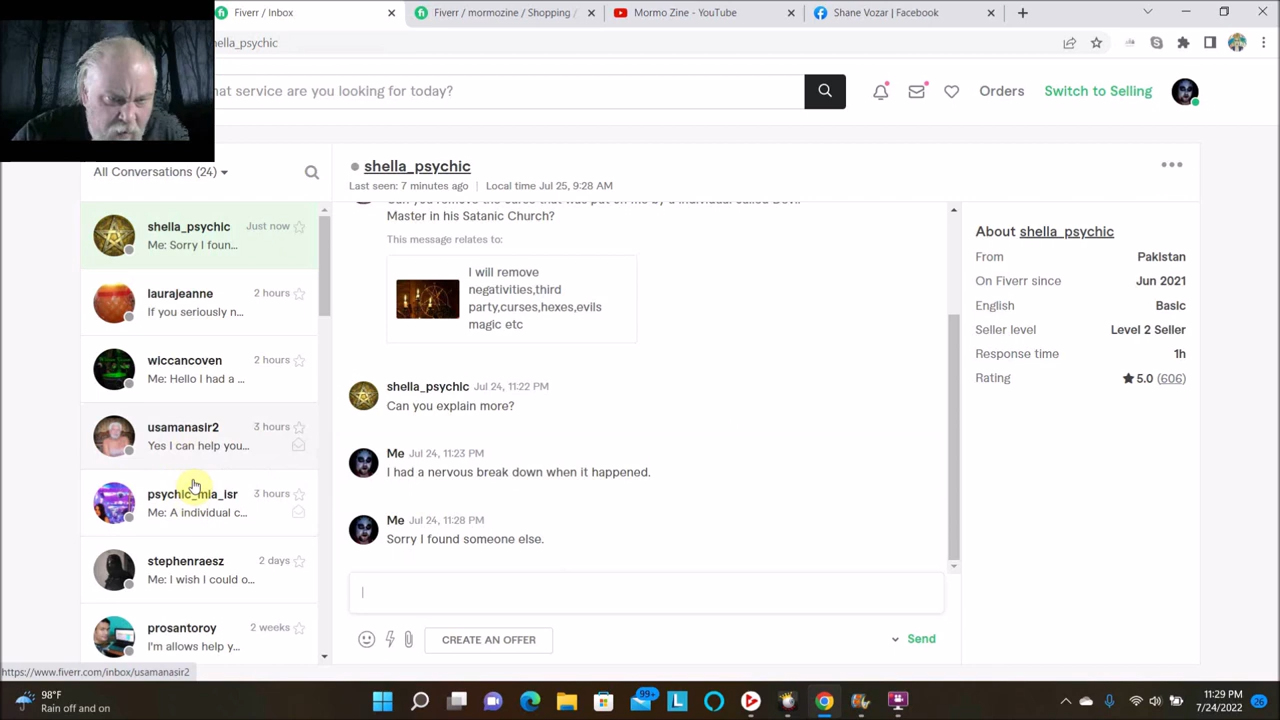 Fiverr / Inbox
Fiverr / mormozine / Shopping /
Mormo Zine - YouTube
Shane Vozar | Facebook
hella_psychic
hat service are you looking for today?
Orders
Switch to Selling
All Conversations (24)
shella_psychic
Just now
Me: Sorry I foun...
laurajeanne
2 hours
If you seriously n...
wiccancoven
2 hours
Me: Hello I had a ...
usamanasir2
3 hours
Yes I can help you...
psychic_mia_isr
3 hours
Me: A individual c...
stephenraesz
2 days
Me: I wish I could o...
prosantoroy
2 weeks
I'm allows help y...
shella_psychic
Last seen: 7 minutes ago | Local time Jul 25, 9:28 AM
Master in his Satanic Church?
This message relates to:
I will remove
negativities,third
party,curses,hexes,evils
magic etc
shella_psychic Jul 24, 11:22 PM
Can you explain more?
Me Jul 24, 11:23 PM
I had a nervous break down when it happened.
Me Jul 24, 11:28 PM
Sorry I found someone else.
CREATE AN OFFER
Send
About shella_psychic
From Pakistan
On Fiverr since Jun 2021
English Basic
Seller level Level 2 Seller
Response time 1h
Rating 5.0 (606)
https://www.fiverr.com/inbox/usamanasir2
98°F
Rain off and on
99+
L
11:29 PM
7/24/2022
26